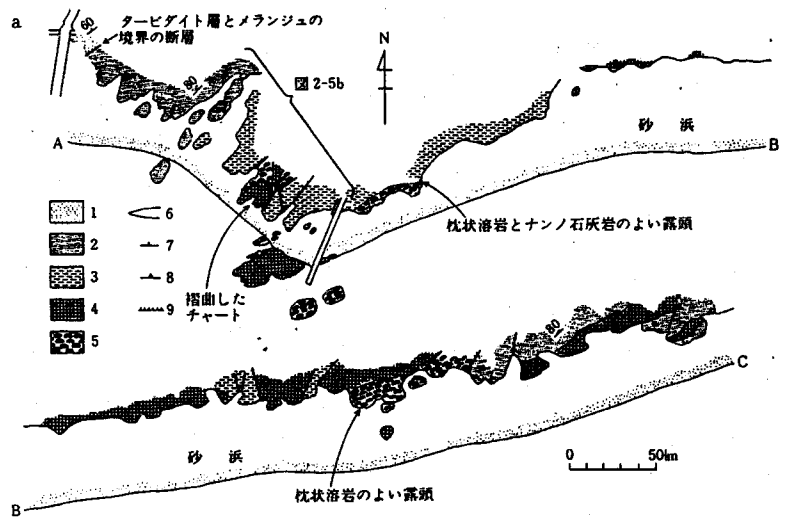 a
タービダイト層とメランジュの
境界の断層
60
80
図2-5b
N
砂 浜
A
B
枕状溶岩とナンノ石灰岩のよい露頭
1
6
2
7
3
8
4
9
5
褶曲した
チャート
80
C
砂 浜
0 50km
枕状溶岩のよい露頭
B